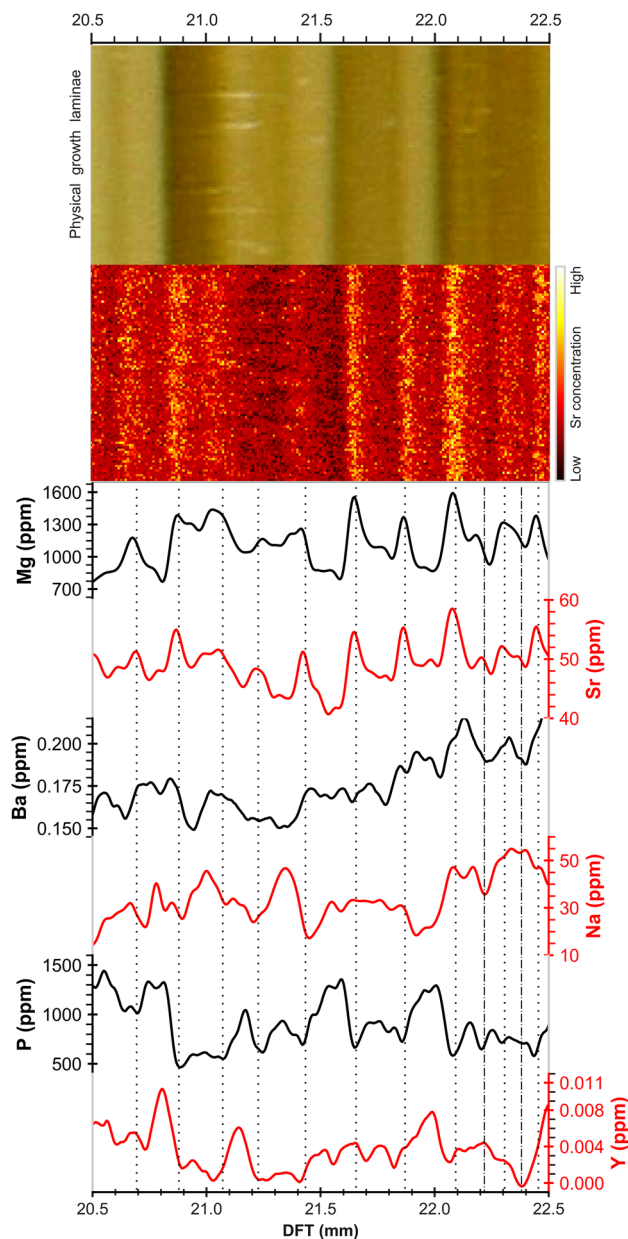 20.5 21.0 21.5 22.0 22.5
Physical growth laminae
Low Sr concentration High
Mg (ppm)
1600
1300
1000
700
Sr (ppm)
60
50
40
Ba (ppm)
0.200
0.175
0.150
Na (ppm)
50
30
10
P (ppm)
1500
1000
500
Y (ppm)
0.011
0.008
0.004
0.000
20.5 21.0 21.5 22.0 22.5
DFT (mm)